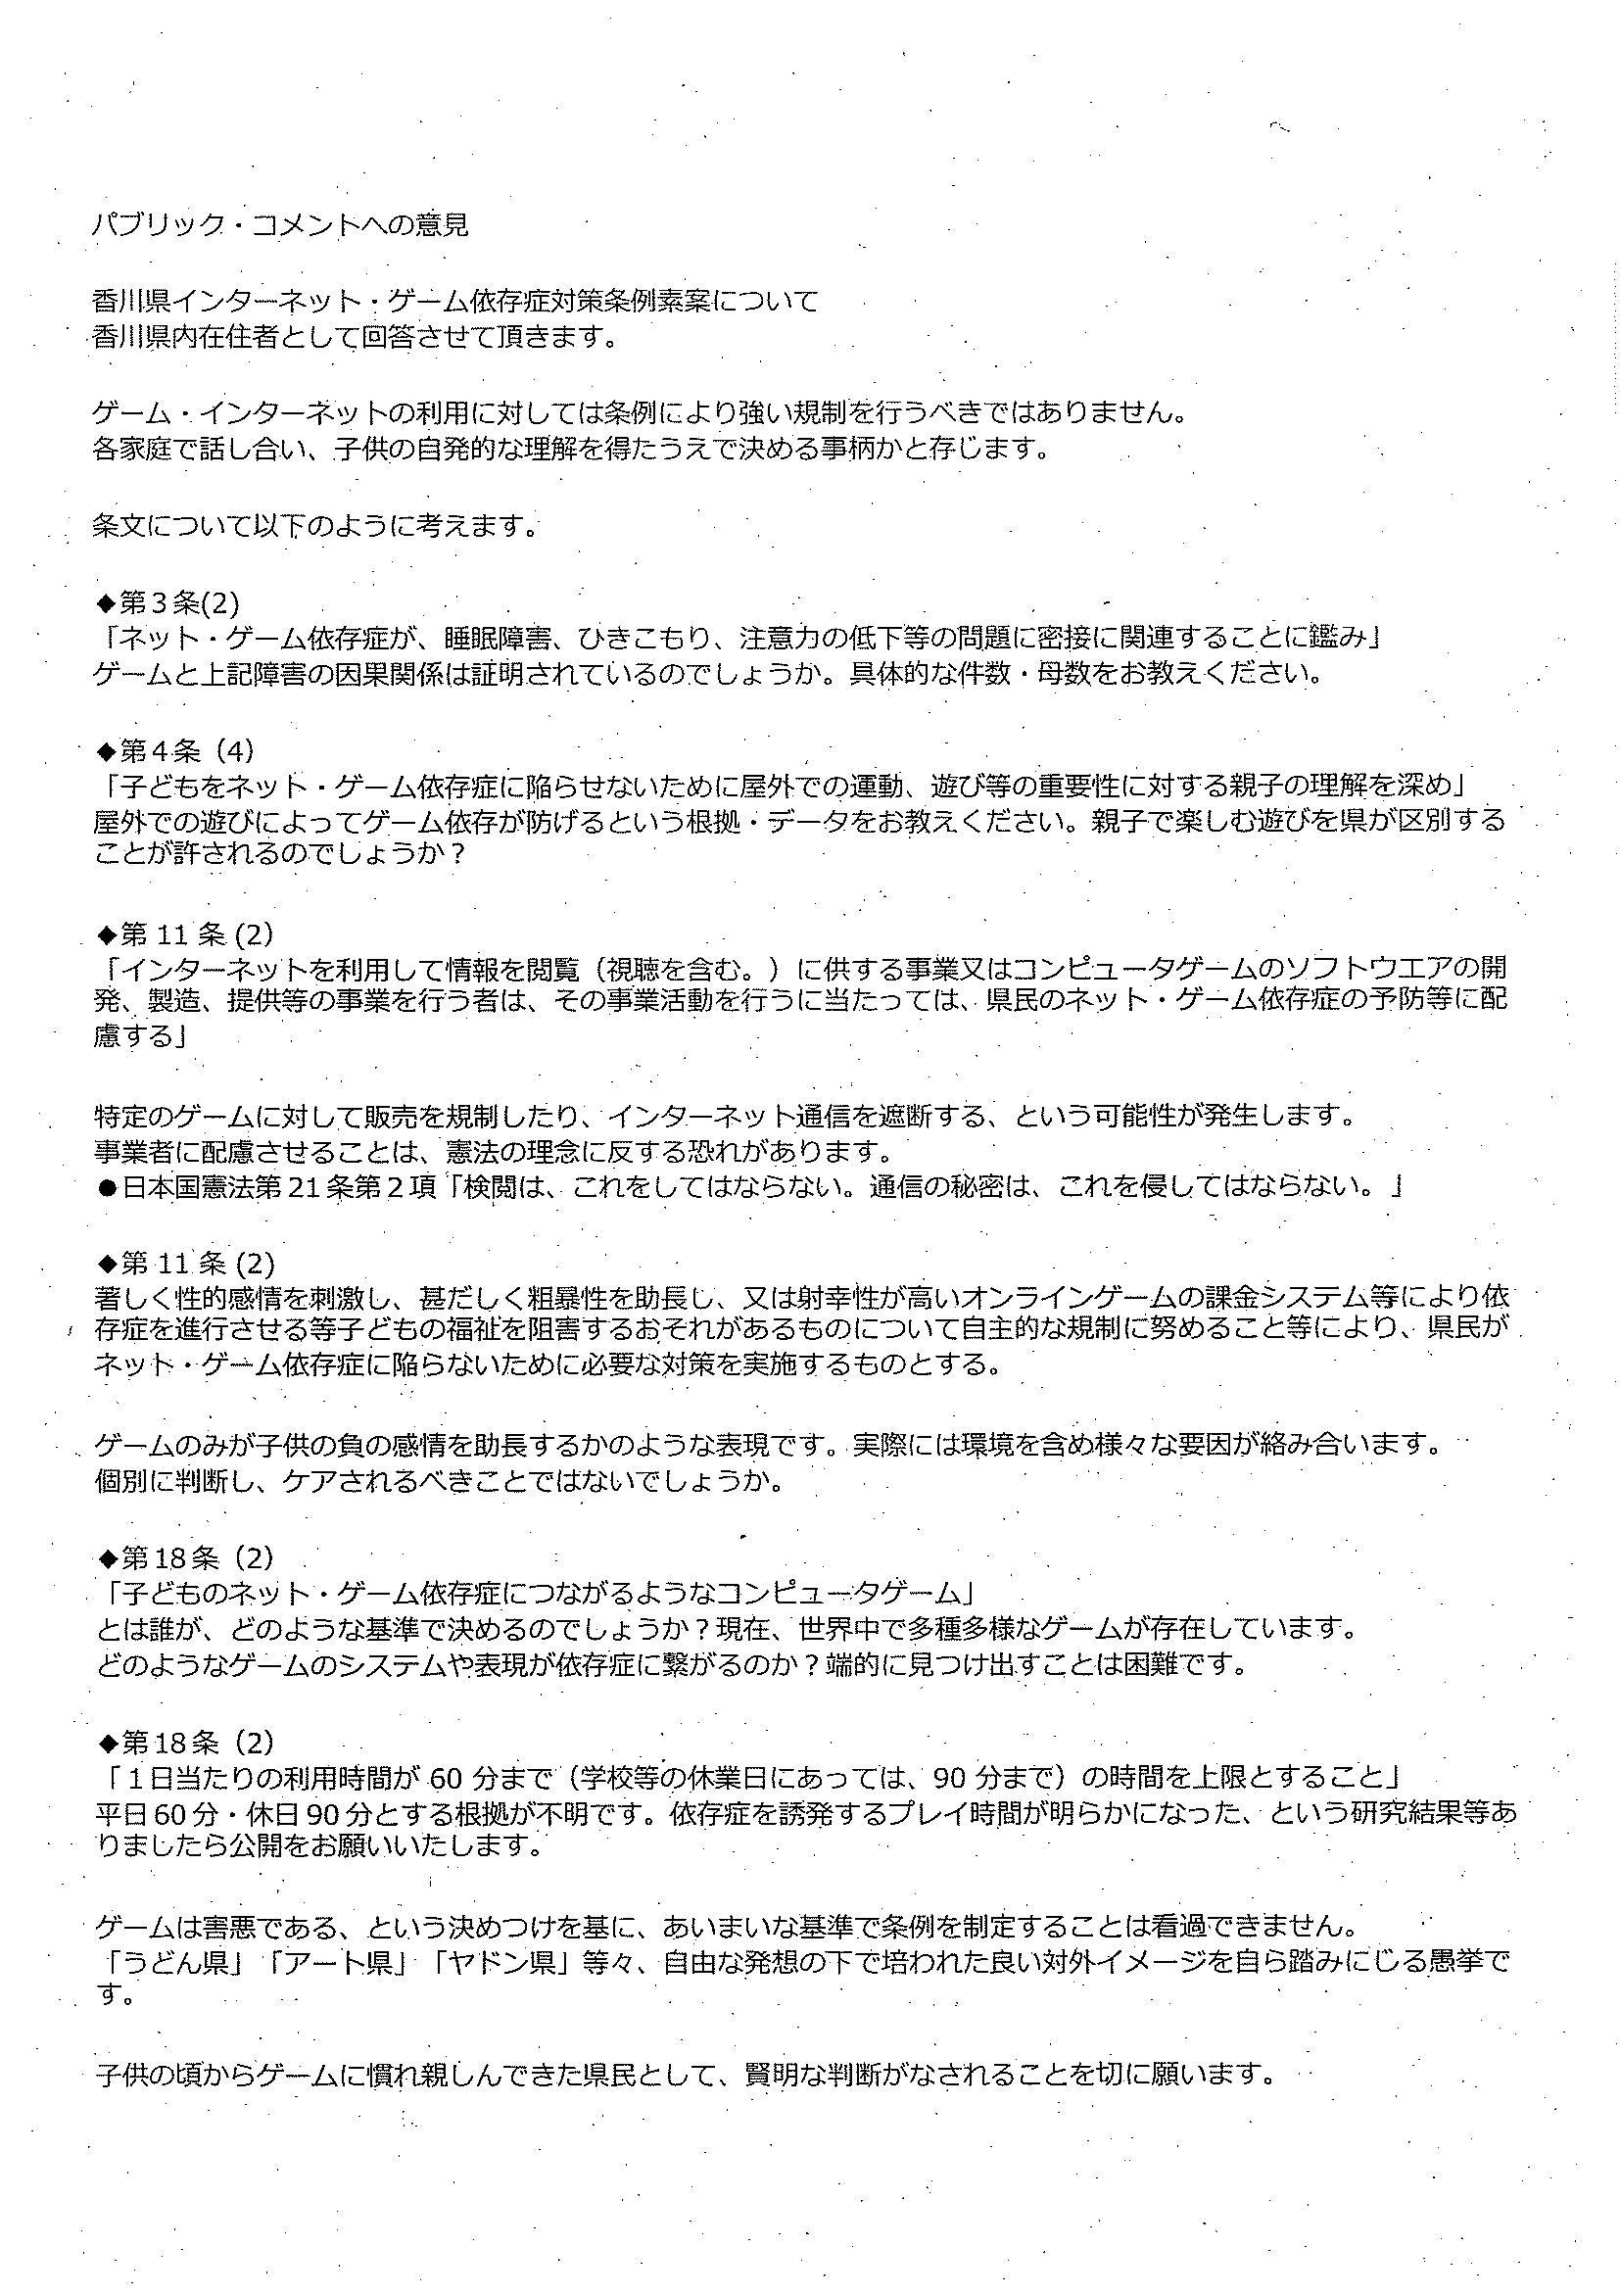 パブリック・コメントへの意見
香川県インターネット・ゲーム依存症対策条例素案について
香川県内在住者として回答させて頂きます。
ゲーム・インターネットの利用に対しては条例により強い規制を行うべきではありません。
各家庭で話し合い、子供の自発的な理解を得たうえで決める事柄かと存じます。
条文について以下のように考えます。
◆第3条(2)
「ネット・ゲーム依存症が、睡眠障害、ひきこもり、注意力の低下等の問題に密接に関連することに鑑み」
ゲームと上記障害の因果関係は証明されているのでしょうか。具体的な件数・母数をお教えください。
◆第4条（4）
「子どもをネット・ゲーム依存症に陥らせないために屋外での運動、遊び等の重要性に対する親子の理解を深め」
屋外での遊びによってゲーム依存が防げるという根拠・データをお教えください。親子で楽しむ遊びを県が区別する
ことが許されるのでしょうか？
◆第 11 条 (2)
「インターネットを利用して情報を閲覧（視聴を含む。）に供する事業又はコンピュータゲームのソフトウエアの開
発、製造、提供等の事業を行う者は、その事業活動を行うに当たっては、県民のネット・ゲーム依存症の予防等に配
慮する」
特定のゲームに対して販売を規制したり、インターネット通信を遮断する、という可能性が発生します。
事業者に配慮させることは、憲法の理念に反する恐れがあります。
●日本国憲法第 21 条第 2 項「検閲は、これをしてはならない。通信の秘密は、これを侵してはならない。」
◆第 11 条 (2)
著しく性的感情を刺激し、甚だしく粗暴性を助長し、又は射幸性が高いオンラインゲームの課金システム等により依
存症を進行させる等子どもの福祉を阻害するおそれがあるものについて自主的な規制に努めること等により、県民が
ネット・ゲーム依存症に陥らないために必要な対策を実施するものとする。
ゲームのみが子供の負の感情を助長するかのような表現です。実際には環境を含め様々な要因が絡み合います。
個別に判断し、ケアされるべきことではないでしょうか。
◆第18条（2）
「子どものネット・ゲーム依存症につながるようなコンピュータゲーム」
とは誰が、どのような基準で決めるのでしょうか？現在、世界中で多種多様なゲームが存在しています。
どのようなゲームのシステムや表現が依存症に繋がるのか？端的に見つけ出すことは困難です。
◆第18条（2）
「１日当たりの利用時間が 60 分まで（学校等の休業日にあっては、90 分まで）の時間を上限とすること」
平日60分・休日90分とする根拠が不明です。依存症を誘発するプレイ時間が明らかになった、という研究結果等あ
りましたら公開をお願いいたします。
ゲームは害悪である、という決めつけを基に、あいまいな基準で条例を制定することは看過できません。
「うどん県」「アート県」「ヤドン県」等々、自由な発想の下で培われた良い対外イメージを自ら踏みにじる愚挙で
す。
子供の頃からゲームに慣れ親しんできた県民として、賢明な判断がなされることを切に願います。